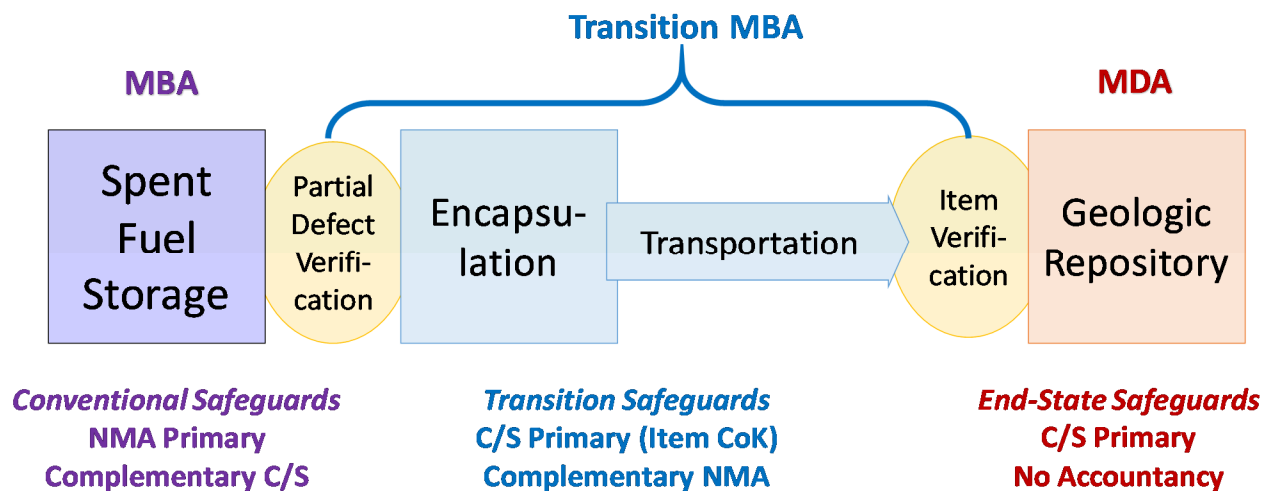 Transition MBA
MBA
MDA
Spent
Fuel
Storage
Partial
Defect
Verifi-
cation
Encapsu-
lation
Transportation
Item
Verifi-
cation
Geologic
Repository
Conventional Safeguards
NMA Primary
Complementary C/S
Transition Safeguards
C/S Primary (Item CoK)
Complementary NMA
End-State Safeguards
C/S Primary
No Accountancy